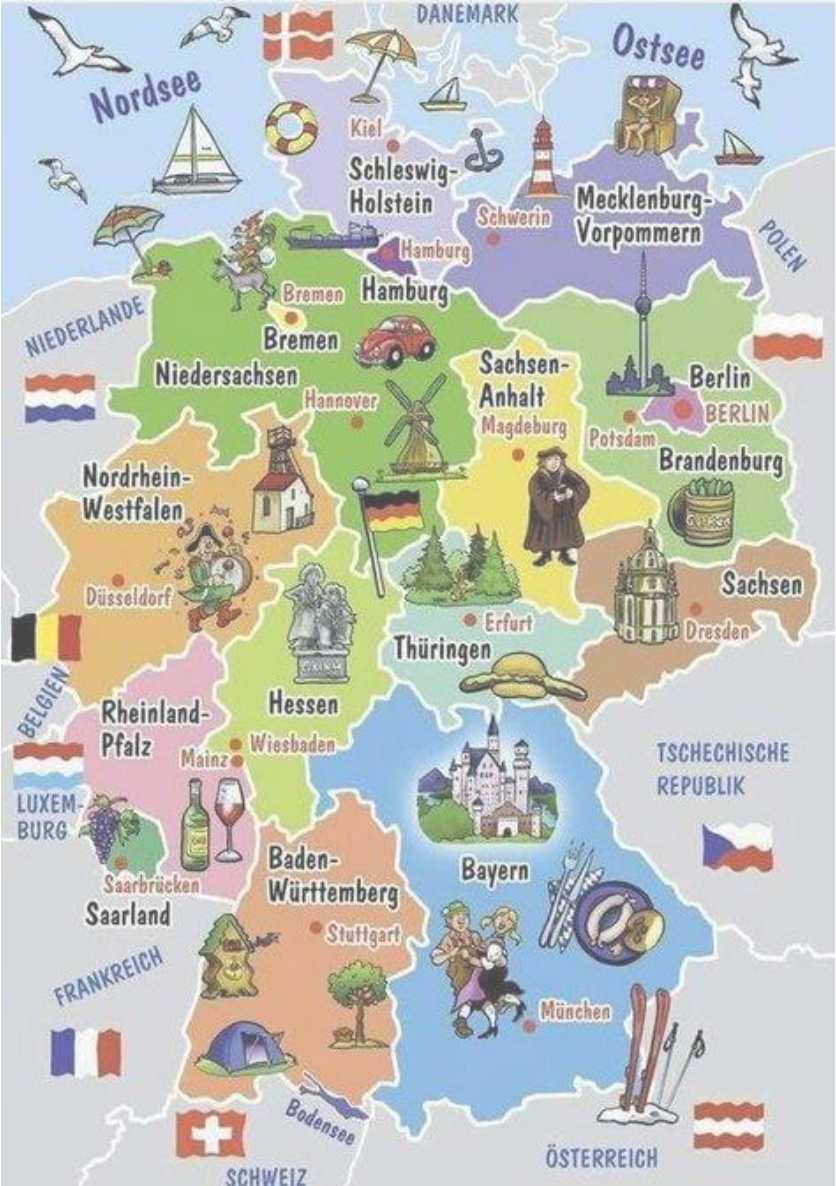 DÄNEMARK
Ostsee
Nordsee
Kiel
Schleswig-
Holstein
Mecklenburg-
Vorpommern
Schwerin
POLEN
Hamburg
Hamburg
Bremen
Bremen
NIEDERLANDE
Niedersachsen
Hannover
Sachsen-
Anhalt
Magdeburg
Berlin
BERLIN
Potsdam
Brandenburg
Nordrhein-
Westfalen
Düsseldorf
Sachsen
Dresden
Erfurt
Thüringen
GRIMM
Hessen
BELGIEN
Rheinland-
Pfalz
Mainz
Wiesbaden
TSCHECHISCHE
REPUBLIK
LUXEM-
BURG
Saarbrücken
Saarland
Baden-
Württemberg
Stuttgart
Bayern
FRANKREICH
München
Bodensee
ÖSTERREICH
SCHWEIZ